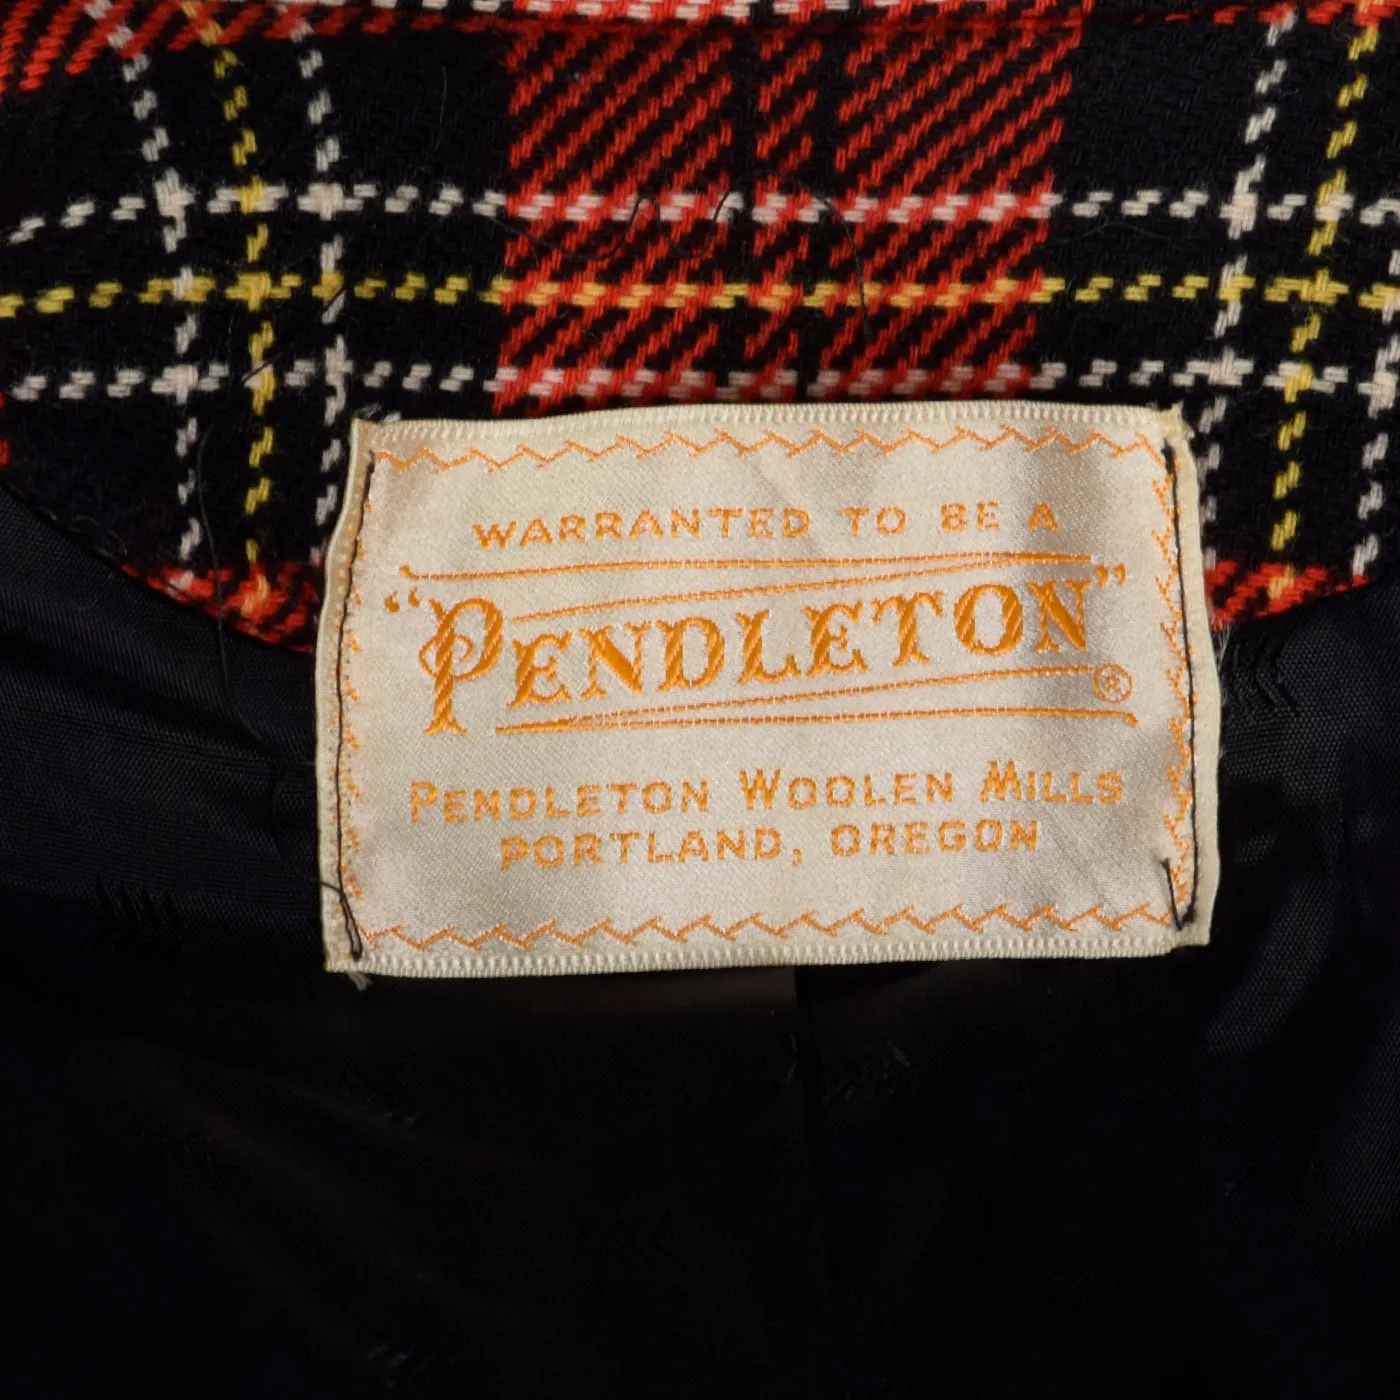 WARRANTED TO BE A
"PENDLETON" ®
PENDLETON WOOLEN MILLS
PORTLAND, OREGON